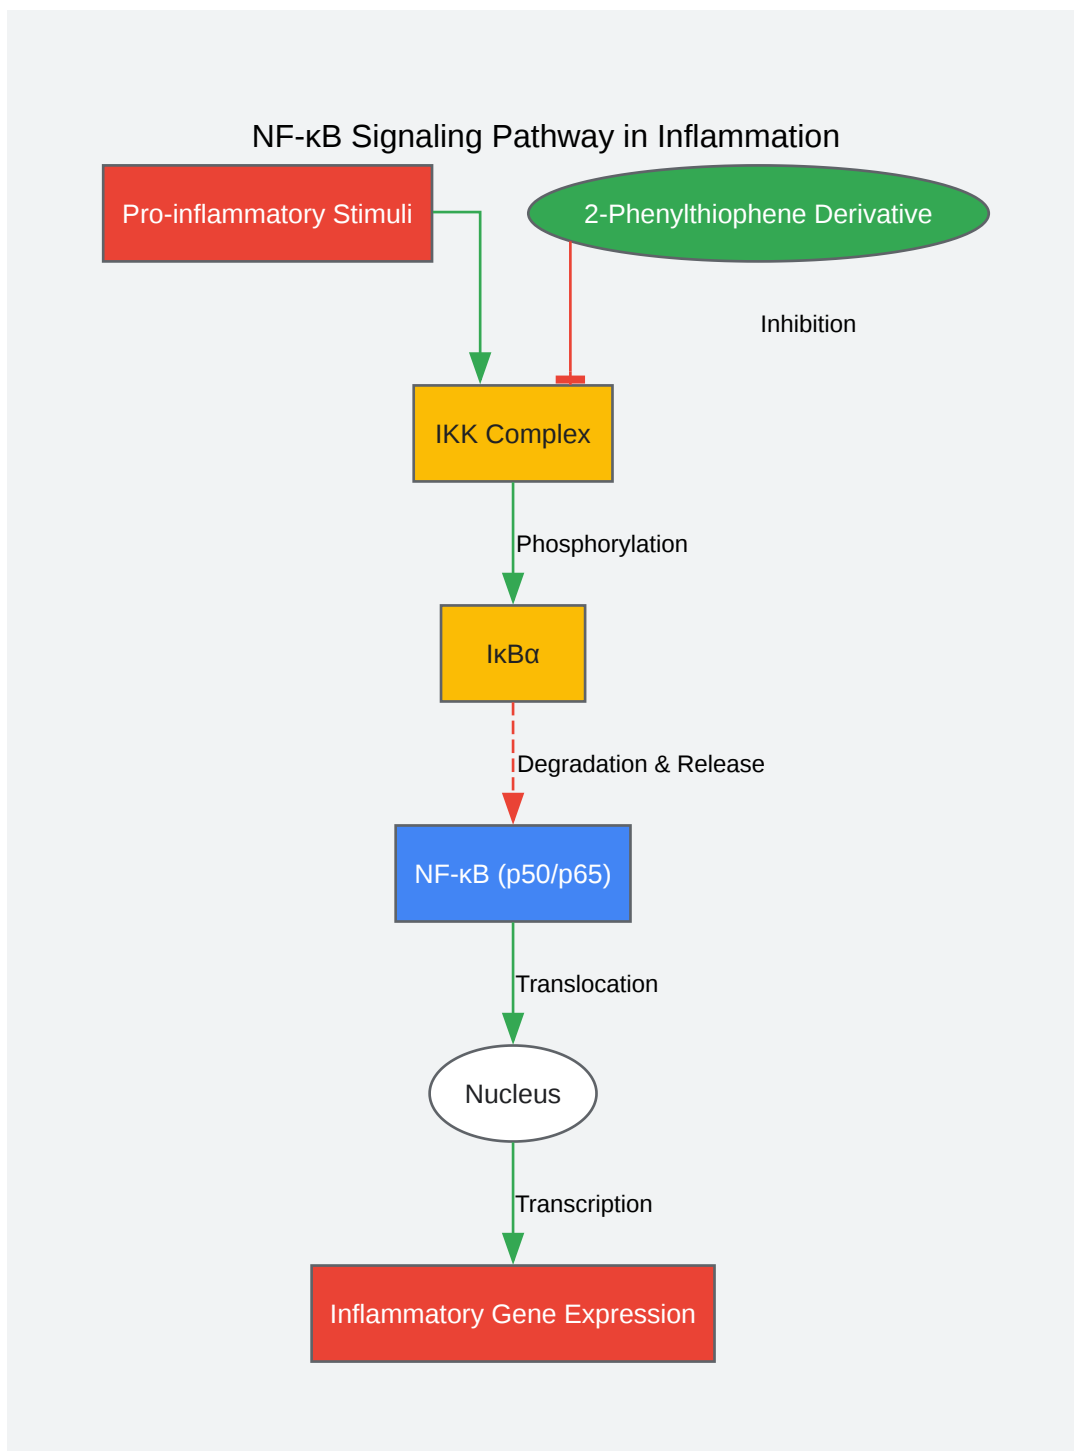 NF-κB Signaling Pathway in Inflammation
Pro-inflammatory Stimuli
2-Phenylthiophene Derivative
Inhibition
IKK Complex
Phosphorylation
IκBα
Degradation & Release
NF-κB (p50/p65)
Translocation
Nucleus
Transcription
Inflammatory Gene Expression